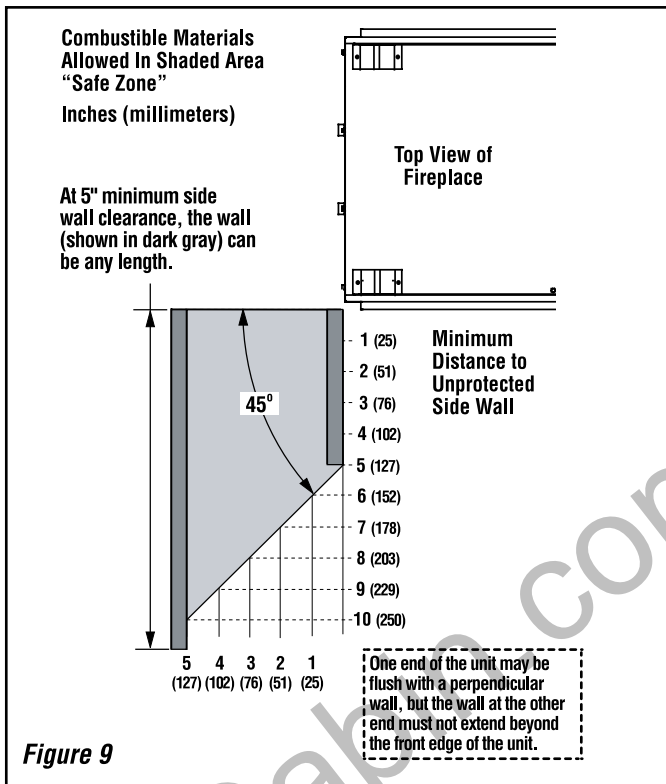 Combustible Materials
Allowed In Shaded Area
“Safe Zone”
Inches (millimeters)
Top View of
Fireplace
At 5" minimum side
wall clearance, the wall
(shown in dark gray) can
be any length.
45°
Minimum
Distance to
Unprotected
Side Wall
1 (25)
2 (51)
3 (76)
4 (102)
5 (127)
6 (152)
7 (178)
8 (203)
9 (229)
10 (250)
5 4 3 2 1
(127) (102) (76) (51) (25)
One end of the unit may be
flush with a perpendicular
wall, but the wall at the other
end must not extend beyond
the front edge of the unit.
Figure 9